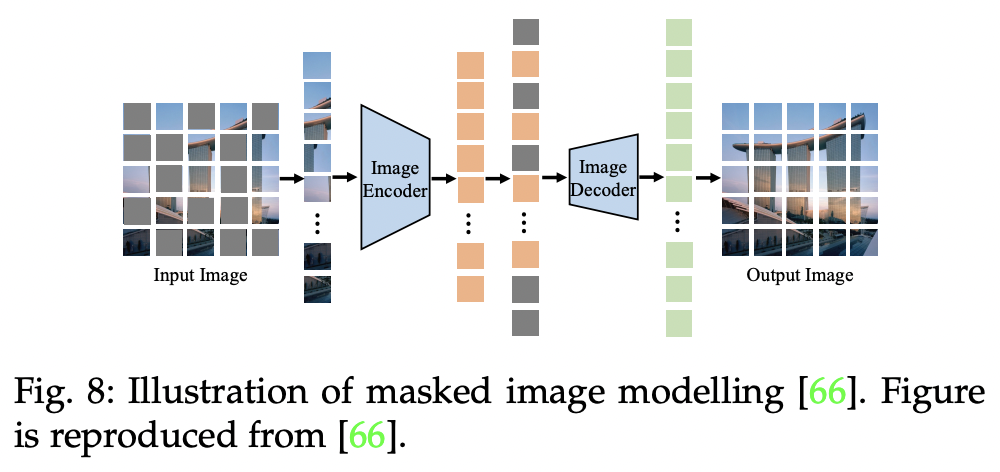 Image
Encoder
Image
Decoder
Input Image
Output Image
Fig. 8: Illustration of masked image modelling [66]. Figure
is reproduced from [66].